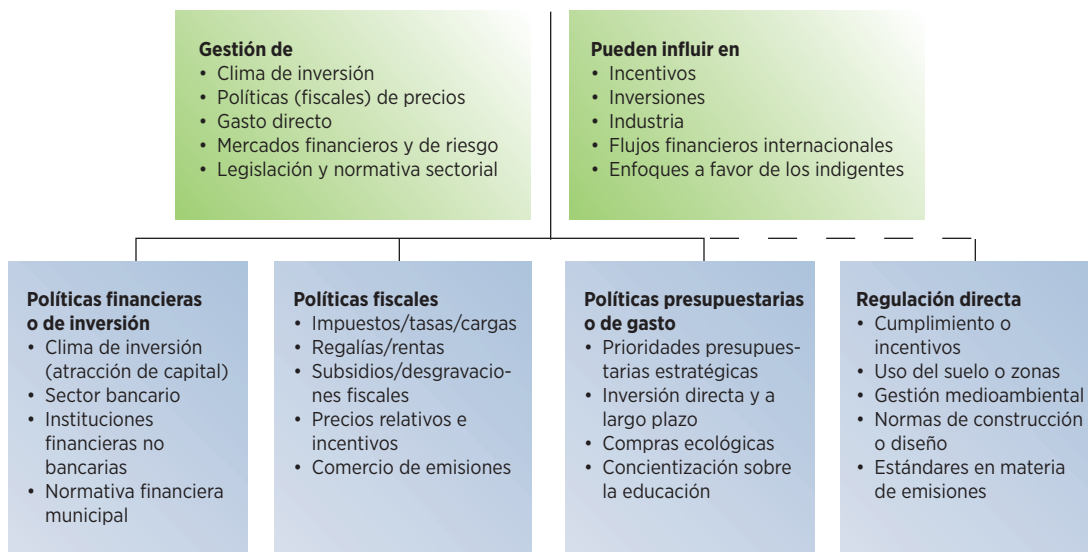 Gestión de
• Clima de inversión
• Políticas (fiscales) de precios
• Gasto directo
• Mercados financieros y de riesgo
• Legislación y normativa sectorial
Pueden influir en
• Incentivos
• Inversiones
• Industria
• Flujos financieros internacionales
• Enfoques a favor de los indigentes
Políticas financieras
o de inversión
• Clima de inversión
(atracción de capital)
• Sector bancario
• Instituciones
financieras no
bancarias
• Normativa financiera
municipal
Políticas fiscales
• Impuestos/tasas/cargas
• Regalías/rentas
• Subsidios/desgravacio-
nes fiscales
• Precios relativos e
incentivos
• Comercio de emisiones
Políticas presupuestarias
o de gasto
• Prioridades presupues-
tarias estratégicas
• Inversión directa y a
largo plazo
• Compras ecológicas
• Concientización sobre
la educación
Regulación directa
• Cumplimiento o
incentivos
• Uso del suelo o zonas
• Gestión medioambiental
• Normas de construcción
o diseño
• Estándares en materia
de emisiones